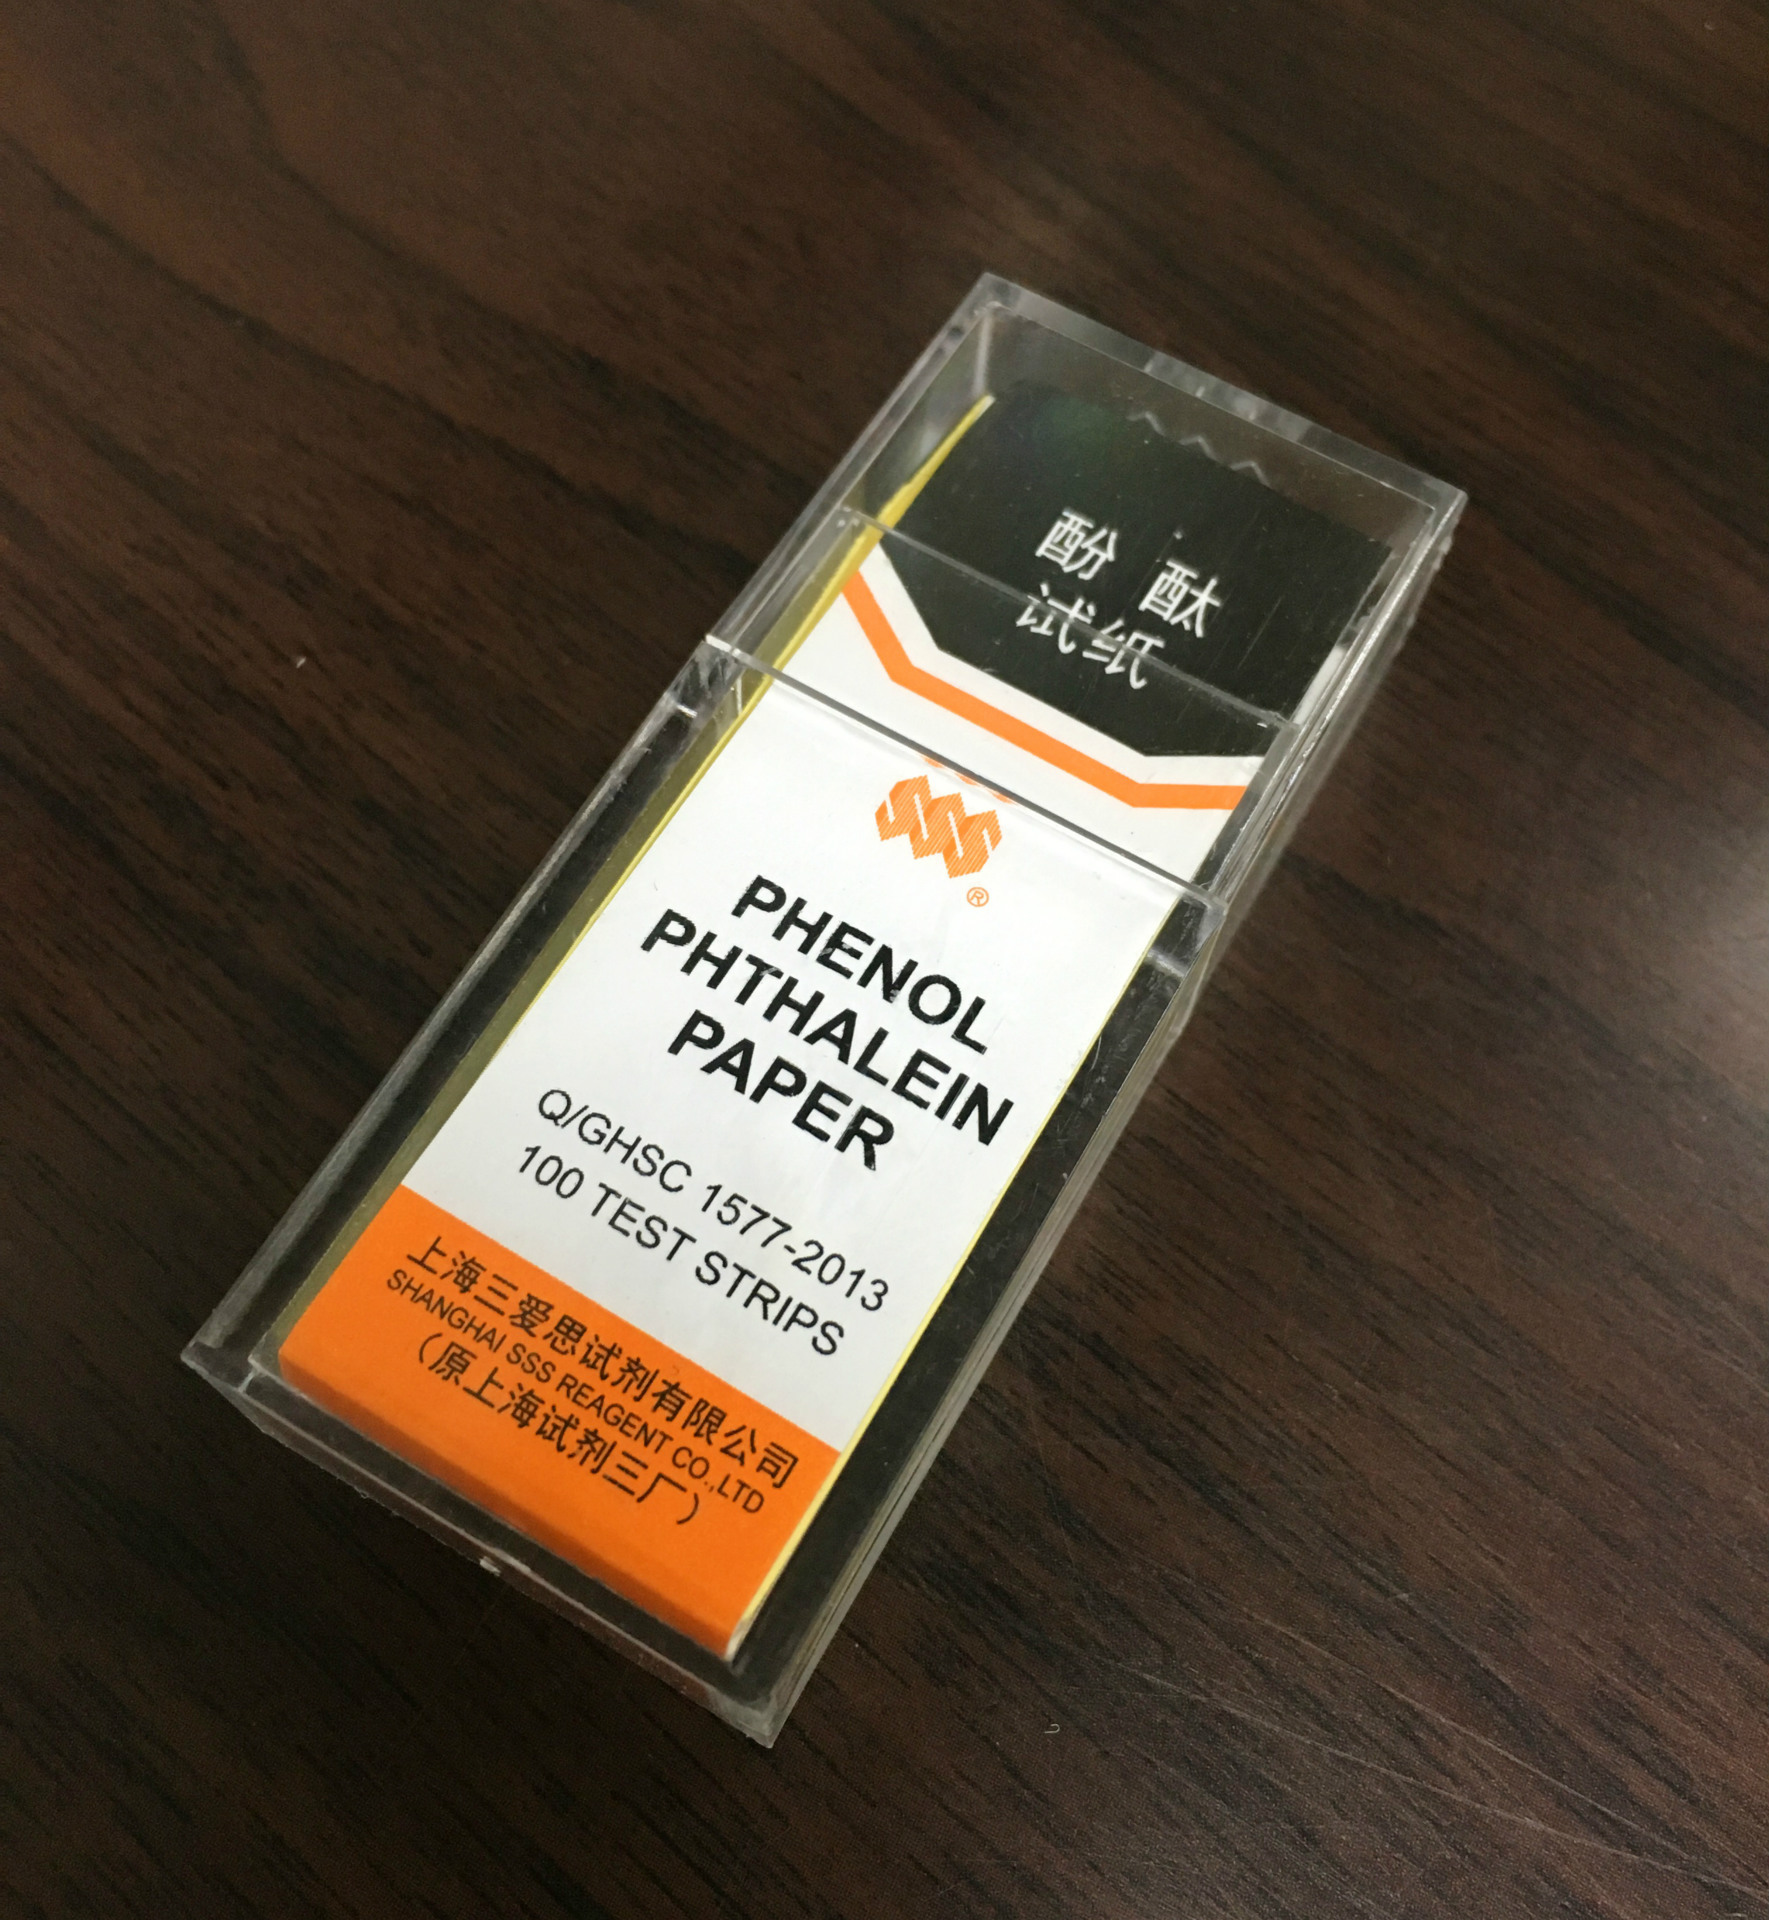 酚 酞
试纸
SSS
®
PHENOL
PHTHALEIN
PAPER
Q/GHSC 1577-2013
100 TEST STRIPS
上海三爱思试剂有限公司
SHANGHAI SSS REAGENT CO.,LTD
（原上海试剂三厂）